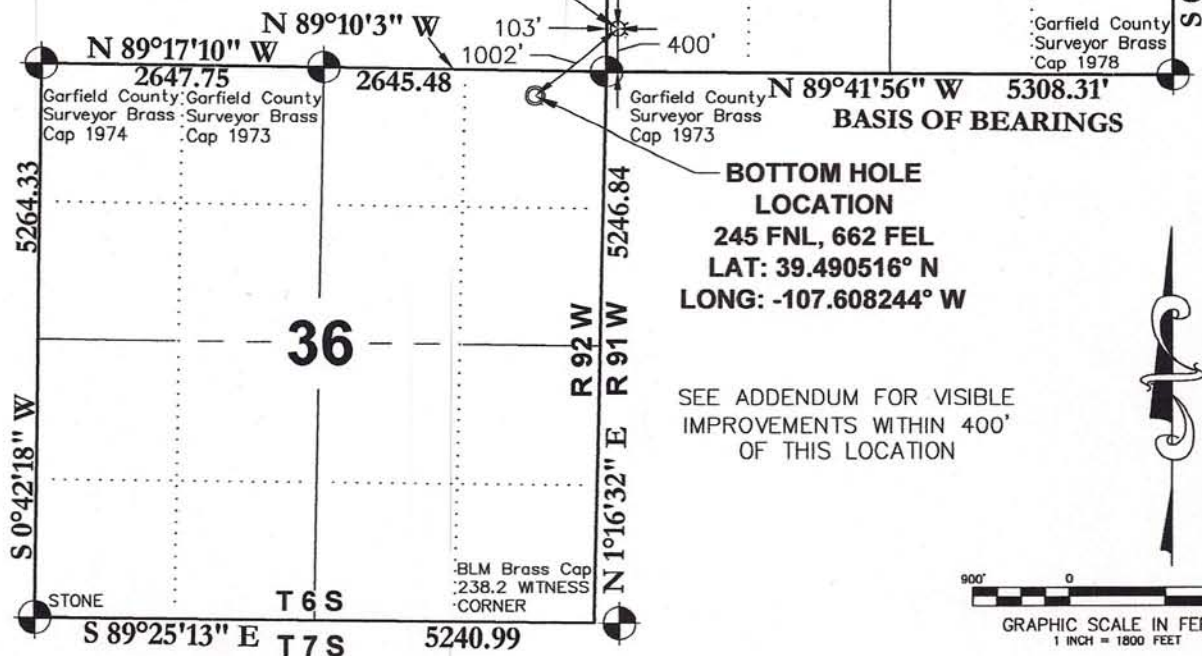 N 89°10'3" W
N 89°17'10" W
2647.75
2645.48
103'
1002'
400'
Garfield County
Surveyor Brass
Cap 1978
Garfield County
Surveyor Brass
Cap 1974
Garfield County
Surveyor Brass
Cap 1973
Garfield County
Surveyor Brass
Cap 1973
N 89°41'56" W 5308.31'
BASIS OF BEARINGS
BOTTOM HOLE
LOCATION
245 FNL, 662 FEL
LAT: 39.490516° N
LONG: -107.608244° W
5264.33
5246.84
36
R 92 W
R 91 W
SEE ADDENDUM FOR VISIBLE
IMPROVEMENTS WITHIN 400'
OF THIS LOCATION
S 0°42'18" W
N 1°16'32" E
BLM Brass Cap
238.2 WITNESS
CORNER
STONE
T 6 S
S 89°25'13" E
T 7 S
5240.99
900' 0
GRAPHIC SCALE IN
1 INCH = 1800 FEET